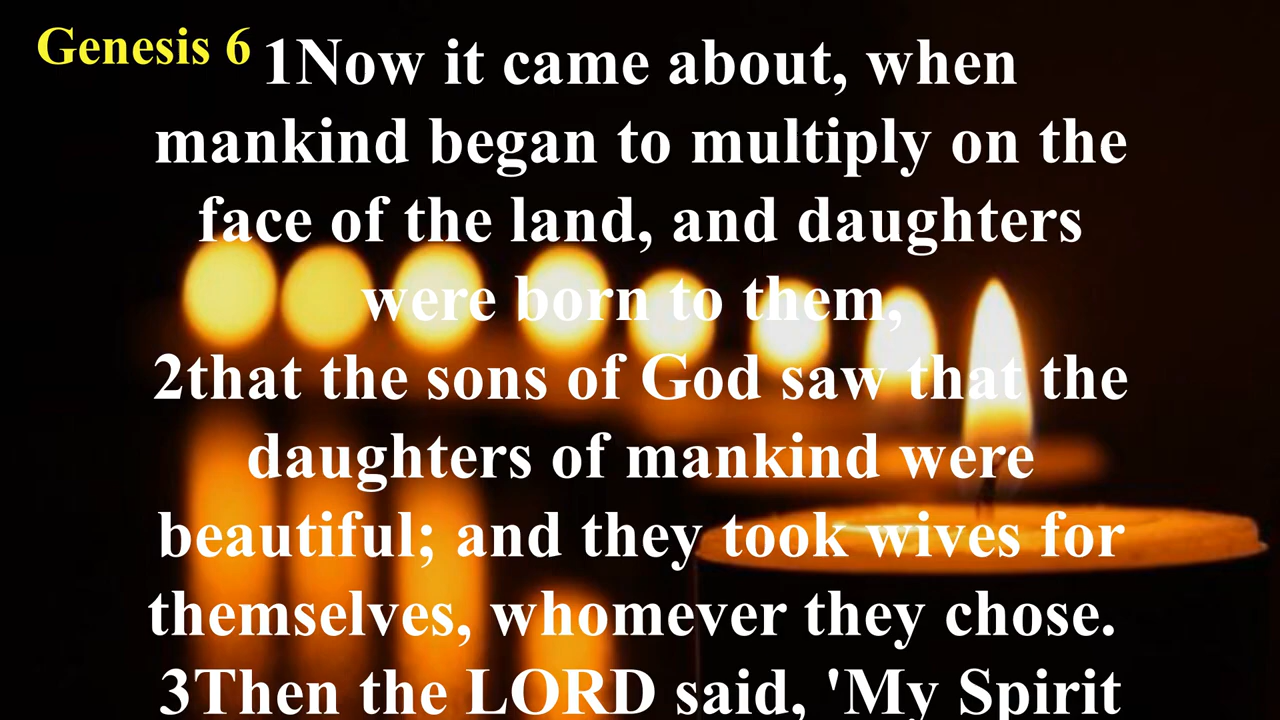 Genesis 6
1Now it came about, when
mankind began to multiply on the
face of the land, and daughters
were born to them,
2that the sons of God saw that the
daughters of mankind were
beautiful; and they took wives for
themselves, whomever they chose.
3Then the LORD said, 'My Spirit